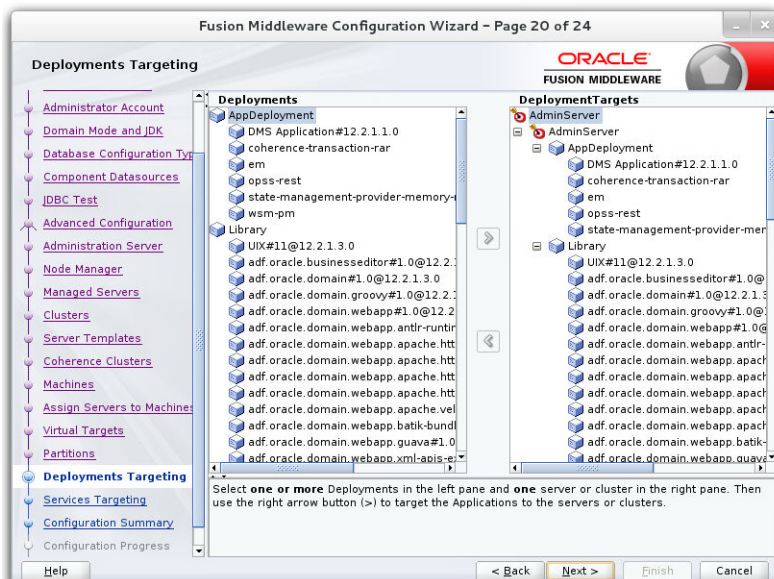 Fusion Middleware Configuration Wizard – Page 20 of 24
Deployments Targeting
ORACLE
FUSION MIDDLEWARE
Administrator Account
Domain Mode and JDK
Database Configuration Typ
Component Datasources
JDBC Test
Advanced Configuration
Administration Server
Node Manager
Managed Servers
Clusters
Server Templates
Coherence Clusters
Machines
Assign Servers to Machines
Virtual Targets
Partitions
Deployments Targeting
Services Targeting
Configuration Summary
Configuration Progress
Deployments
AppDeployment
DMS Application#12.2.1.1.0
coherence-transaction-rar
em
opss-rest
state-management-provider-memory-
wsm-pm
Library
UIX#11@12.2.1.3.0
adf.oracle.businesseditor#1.0@12.2.
adf.oracle.domain#1.0@12.2.1.3.0
adf.oracle.domain.groovy#1.0@12.2.
adf.oracle.domain.webapp#1.0@12.2
adf.oracle.domain.webapp.antlr-runtim
adf.oracle.domain.webapp.apache.htt
adf.oracle.domain.webapp.apache.htt
adf.oracle.domain.webapp.apache.htt
adf.oracle.domain.webapp.apache.htt
adf.oracle.domain.webapp.apache.vel
adf.oracle.domain.webapp.batik-bundl
adf.oracle.domain.webapp.guava#1.0
adf.oracle.domain.webapp.xml-apis-e
DeploymentTargets
AdminServer
AdminServer
AppDeployment
DMS Application#12.2.1.1.0
coherence-transaction-rar
em
opss-rest
state-management-provider-mem
Library
UIX#11@12.2.1.3.0
adf.oracle.businesseditor#1.0@
adf.oracle.domain#1.0@12.2.1.3
adf.oracle.domain.groovy#1.0@
adf.oracle.domain.webapp#1.0@
adf.oracle.domain.webapp.antlr-
adf.oracle.domain.webapp.apach
adf.oracle.domain.webapp.apach
adf.oracle.domain.webapp.apach
adf.oracle.domain.webapp.apach
adf.oracle.domain.webapp.apach
adf.oracle.domain.webapp.batik-
adf.oracle.domain.webapp.guava
Select one or more Deployments in the left pane and one server or cluster in the right pane. Then
use the right arrow button (>) to target the Applications to the servers or clusters.
Help
< Back
Next >
Finish
Cancel